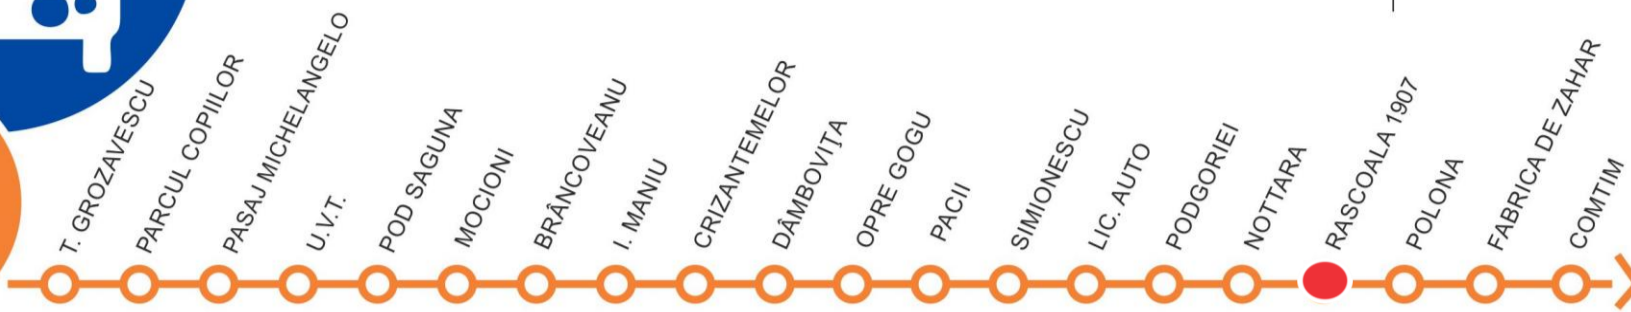 T. GROZAVESCU
PARCUL COPIILOR
PASAJ MICHELANGELO
U.V.T.
POD SAGUNA
MOCIONI
BRÂNCOVEANU
I. MANIU
CRIZANTEMELOR
DÂMBOVIŢA
OPRE GOGU
PACII
SIMIONESCU
LIC. AUTO
PODGORIEI
NOTTARA
RASCOALA 1907
POLONA
FABRICA DE ZAHAR
COMTIM